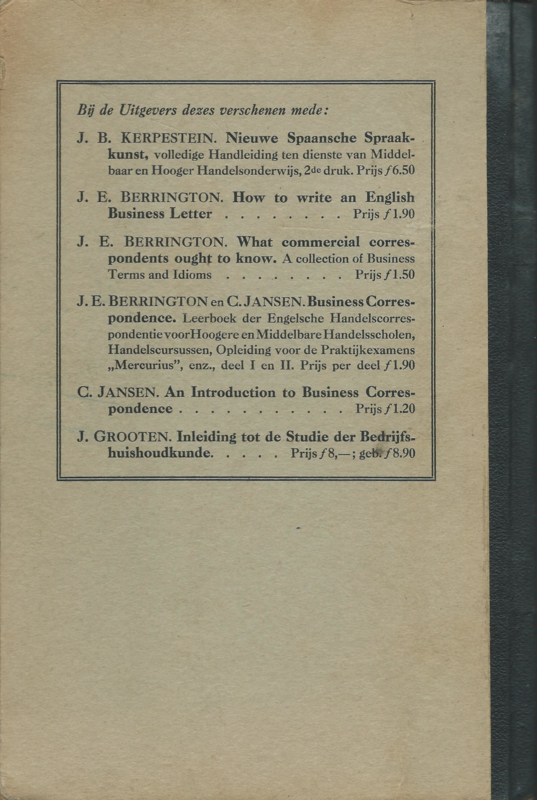 Bij de Uitgevers dezes verschenen mede:
J. B. KERPESTEIN. Nieuwe Spaansche Spraak-
kunst, volledige Handleiding ten dienste van Middel-
baar en Hooger Handelsonderwijs, 2de druk. Prijs f 6.50
J. E. BERRINGTON. How to write an English
Business Letter . . . . . . . . Prijs f 1.90
J. E. BERRINGTON. What commercial corres-
pondents ought to know. A collection of Business
Terms and Idioms . . . . . . . . Prijs f 1.50
J. E. BERRINGTON en C. JANSEN. Business Corres-
pondence. Leerboek der Engelsche Handelscorres-
pondentie voor Hoogere en Middelbare Handelsscholen,
Handelscursussen, Opleiding voor de Praktijkexamens
„Mercurius”, enz., deel I en II. Prijs per deel f 1.90
C. JANSEN. An Introduction to Business Corres-
pondence . . . . . . . . . . . Prijs f 1.20
J. GROOTEN. Inleiding tot de Studie der Bedrijfs-
huishoudkunde. . . . . Prijs f 8,—; geb. f 8.90